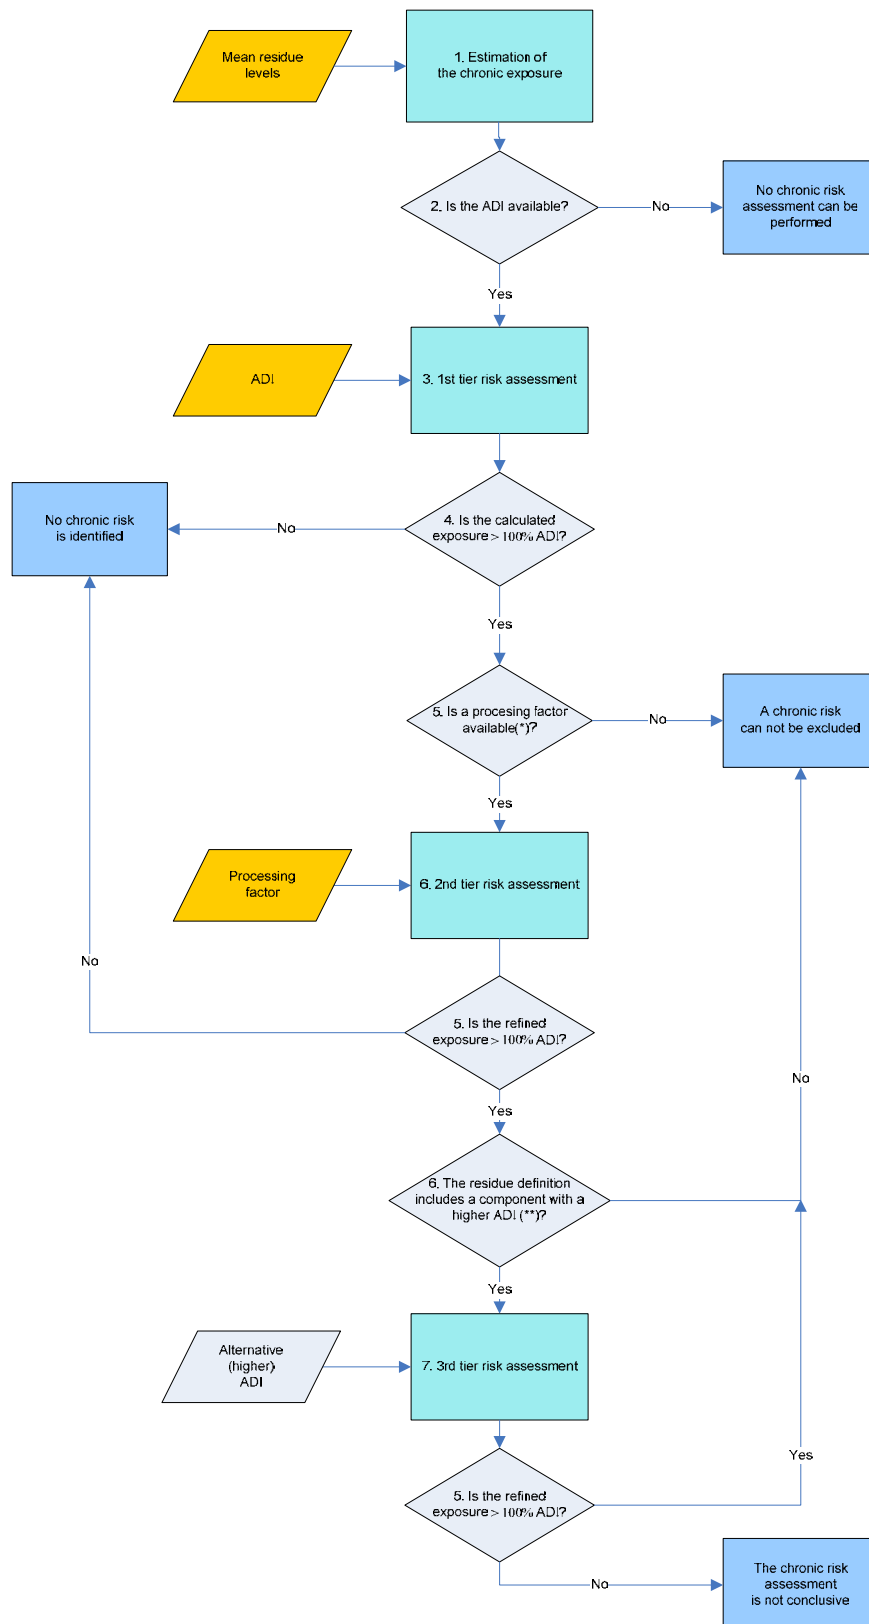 Mean residue
levels
1. Estimation of
the chronic exposure
2. Is the ADI available?
No
No chronic risk
assessment can be
performed
Yes
ADI
3. 1st tier risk assessment
No chronic risk
is identified
No
4. Is the calculated
exposure > 100% ADI?
Yes
5. Is a procesing factor
available(*)?
No
A chronic risk
can not be excluded
Yes
Processing
factor
6. 2nd tier risk assessment
No
5. Is the refined
exposure > 100% ADI?
No
Yes
6. The residue definition
includes a component with a
higher ADI (**)?
Yes
Alternative
(higher)
ADI
7. 3rd tier risk assessment
Yes
5. Is the refined
exposure > 100% ADI?
No
The chronic risk
assessment
is not conclusive